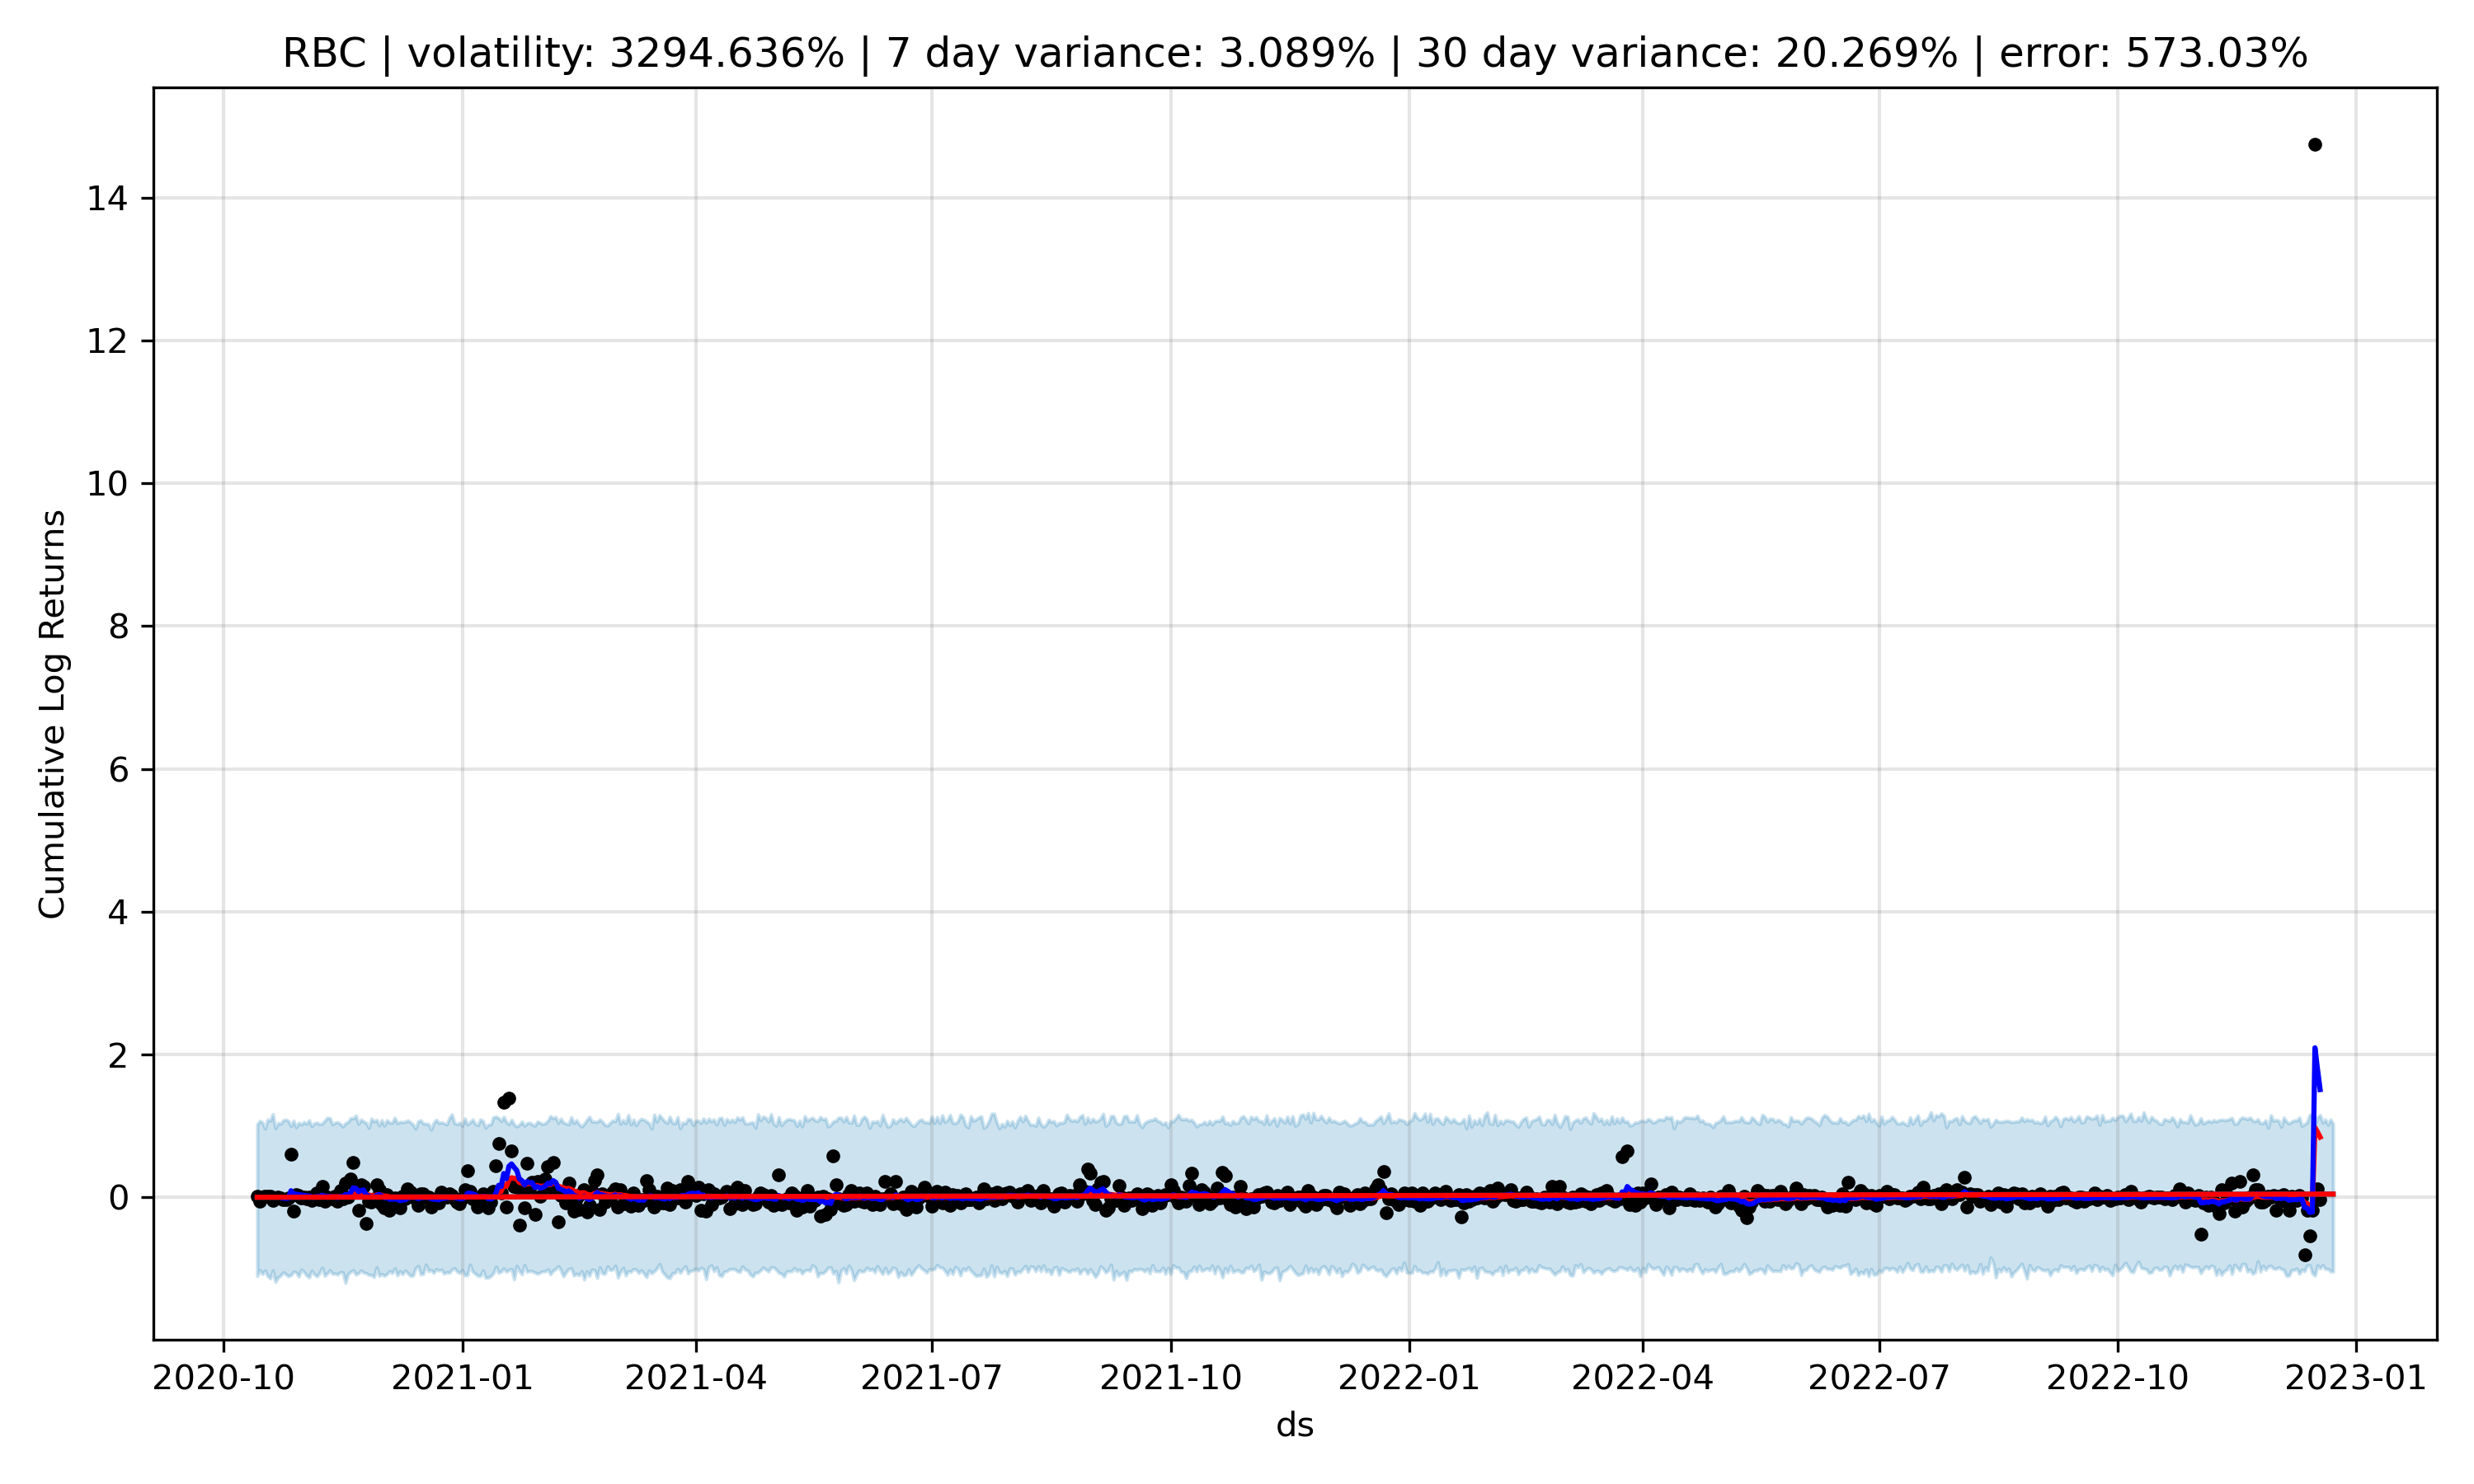 RBC | volatility: 3294.636% | 7 day variance: 3.089% | 30 day variance: 20.269% | error: 573.03%
14
12
10
8
6
4
2
0
Cumulative Log Returns
2020-10 2021-01 2021-04 2021-07 2021-10 2022-01 2022-04 2022-07 2022-10 2023-01
ds